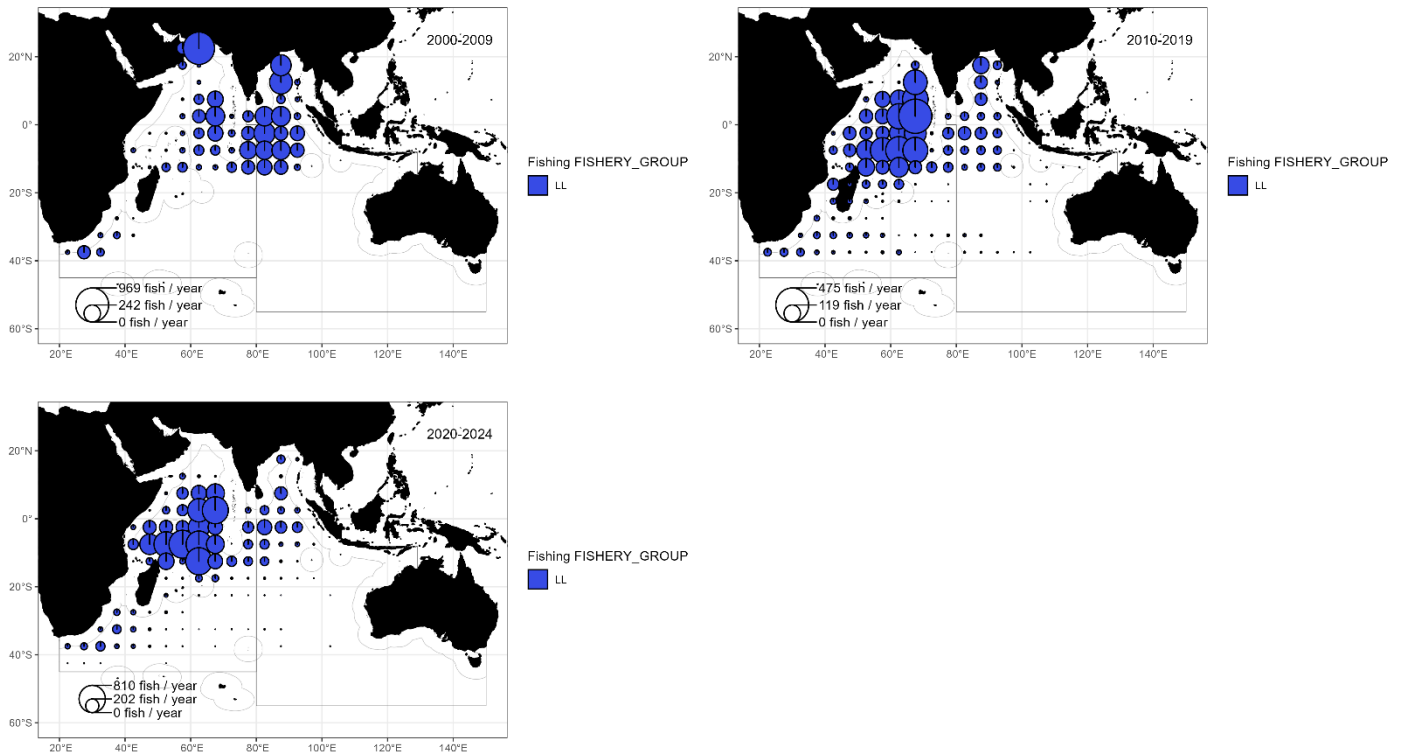 2000-2009
20°N
0°
20°S
40°S
60°S
969 fish / year
242 fish / year
0 fish / year
20°E 40°E 60°E 80°E 100°E 120°E 140°E
Fishing FISHERY_GROUP
LL
2010-2019
20°N
0°
20°S
40°S
60°S
475 fish / year
119 fish / year
0 fish / year
20°E 40°E 60°E 80°E 100°E 120°E 140°E
Fishing FISHERY_GROUP
LL
2020-2024
20°N
0°
20°S
40°S
60°S
810 fish / year
202 fish / year
0 fish / year
20°E 40°E 60°E 80°E 100°E 120°E 140°E
Fishing FISHERY_GROUP
LL